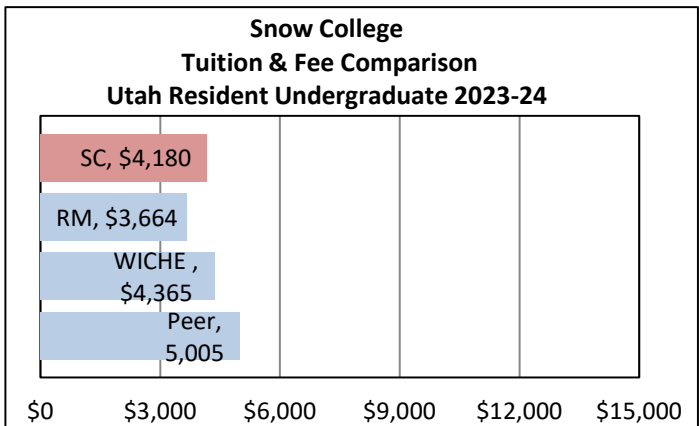 Snow College
Tuition & Fee Comparison
Utah Resident Undergraduate 2023-24
SC, $4,180
RM, $3,664
WICHE ,
$4,365
Peer,
5,005
$0 $3,000 $6,000 $9,000 $12,000 $15,000